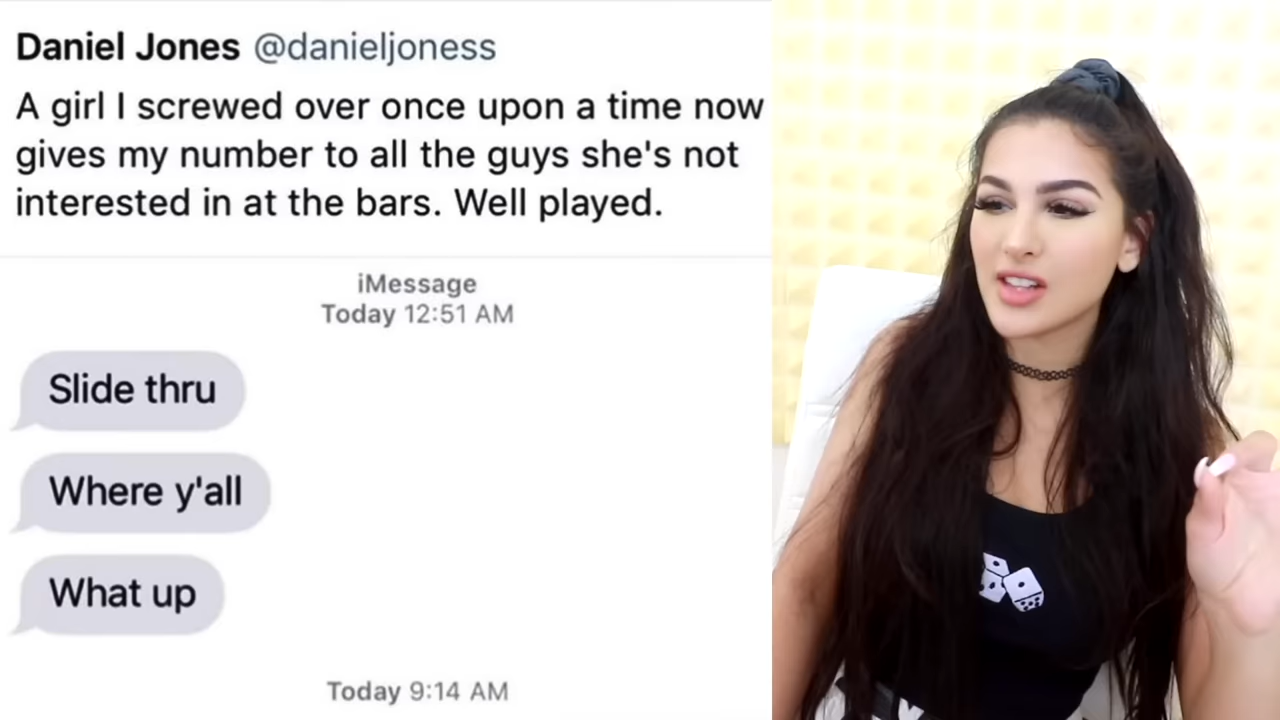 Daniel Jones @danieljoness
A girl I screwed over once upon a time now
gives my number to all the guys she's not
interested in at the bars. Well played.
iMessage
Today 12:51 AM
Slide thru
Where y'all
What up
Today 9:14 AM